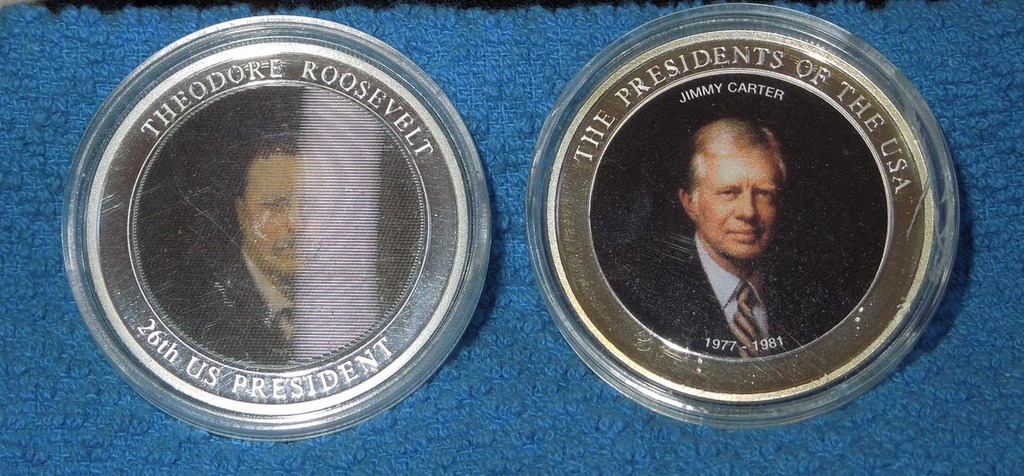 THEODORE ROOSEVELT
26th US PRESIDENT
THE PRESIDENTS OF THE USA
JIMMY CARTER
1977 - 1981